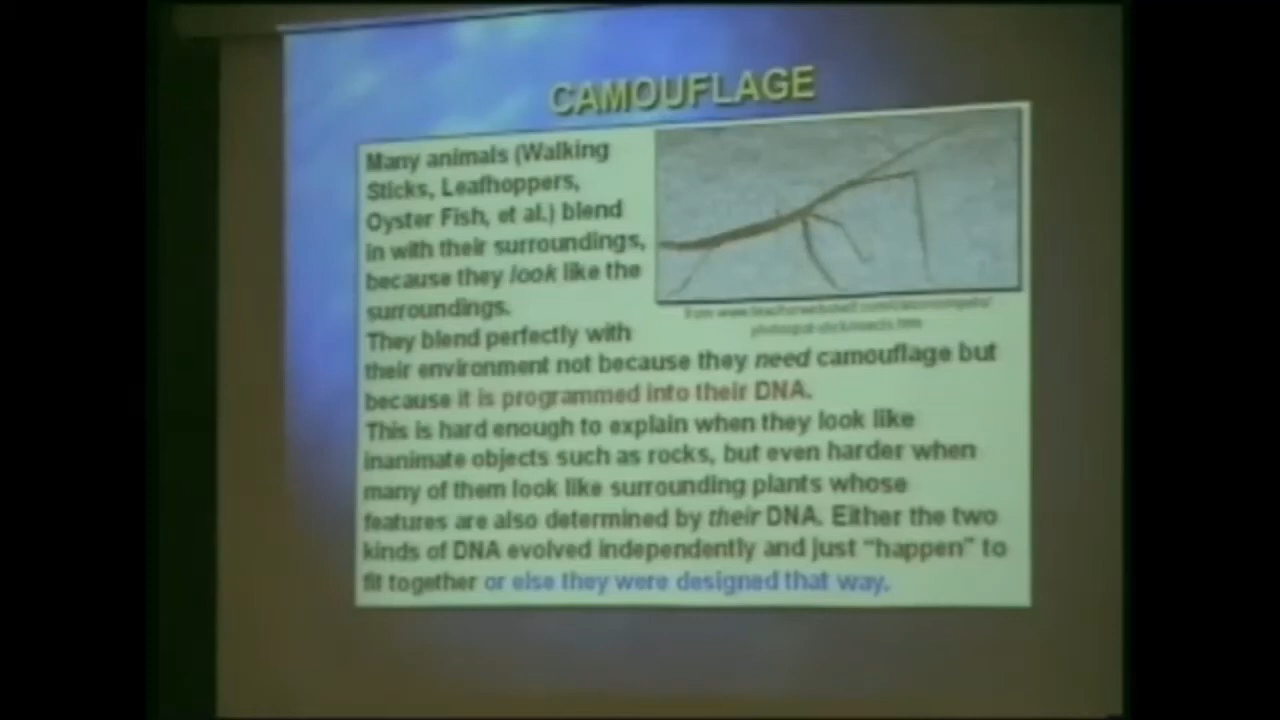 CAMOUFLAGE
Many animals (Walking
Sticks, Leafhoppers,
Oyster Fish, et al.) blend
in with their surroundings,
because they look like the
surroundings.
They blend perfectly with
their environment not because they need camouflage but
because it is programmed into their DNA.
This is hard enough to explain when they look like
inanimate objects such as rocks, but even harder when
many of them look like surrounding plants whose
features are also determined by their DNA. Either the two
kinds of DNA evolved independently and just “happen” to
fit together or else they were designed that way.